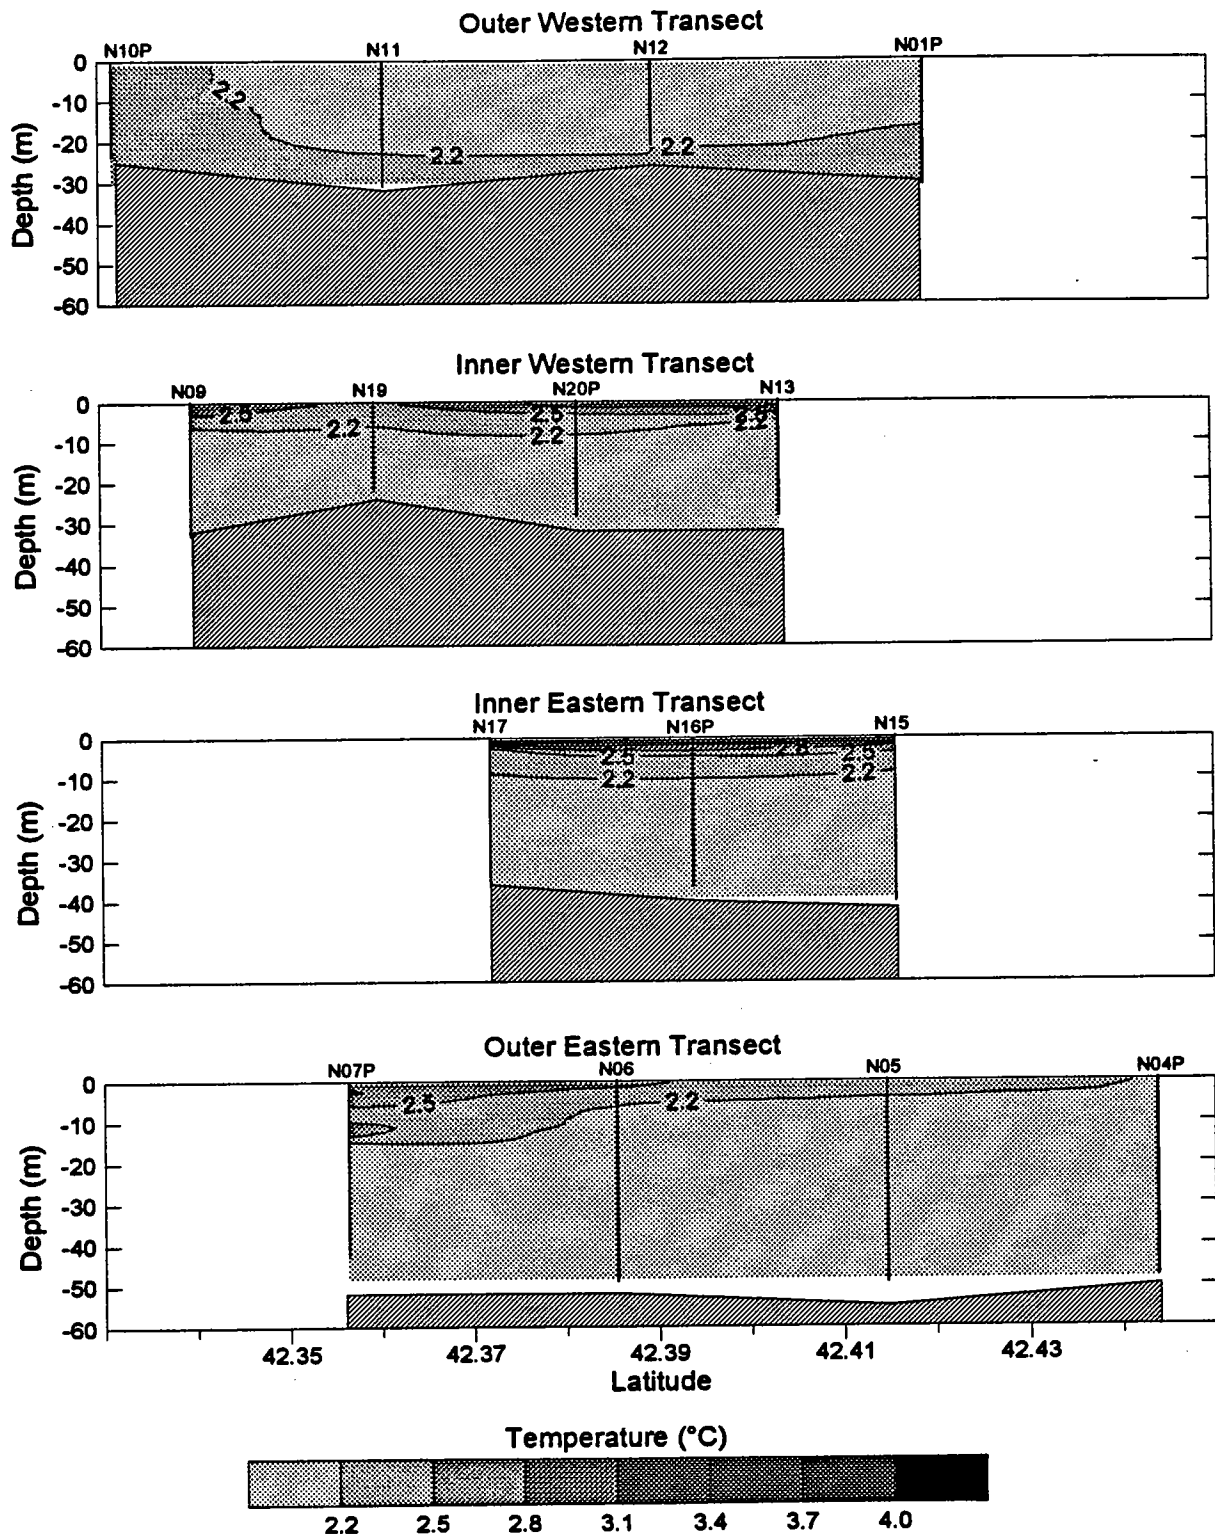 Outer Western Transect
N10P N11 N12 N01P
0
-10
-20
-30
-40
-50
-60
Depth (m)
2.2
2.2
2.2
Inner Western Transect
N09 N19 N20P N13
0
-10
-20
-30
-40
-50
-60
Depth (m)
2.5 2.5 2.5
2.2 2.2 2.2
Inner Eastern Transect
N17 N16P N15
0
-10
-20
-30
-40
-50
-60
Depth (m)
2.5 2.8 2.5
2.2 2.2
Outer Eastern Transect
N07P N06 N05 N04P
0
-10
-20
-30
-40
-50
-60
Depth (m)
2.5 2.2
42.35 42.37 42.39 42.41 42.43
Latitude
Temperature (°C)
2.2 2.5 2.8 3.1 3.4 3.7 4.0